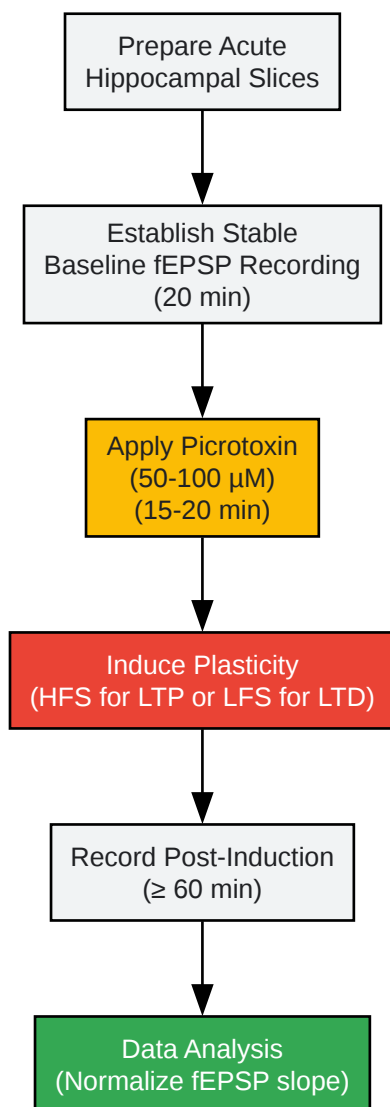 Prepare Acute
Hippocampal Slices
Establish Stable
Baseline fEPSP Recording
(20 min)
Apply Picrotoxin
(50-100 µM)
(15-20 min)
Induce Plasticity
(HFS for LTP or LFS for LTD)
Record Post-Induction
(≥ 60 min)
Data Analysis
(Normalize fEPSP slope)